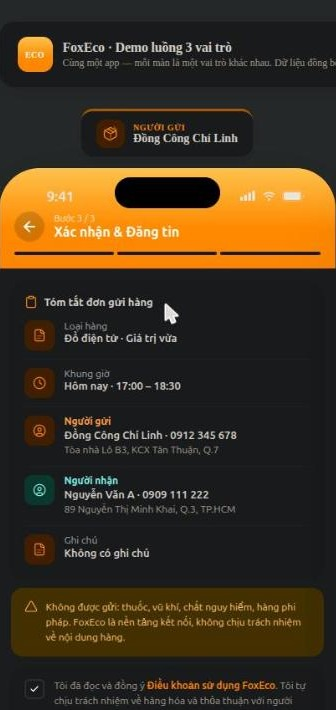 ECO
FoxEco · Demo luồng 3 vai trò
Cùng một app — mỗi màn là một vai trò khác nhau. Dữ liệu đồng
NGƯỜI GỬI
Đồng Công Chí Linh
9:41
Bước 3 / 3
Xác nhận & Đăng tin
Tóm tắt đơn gửi hàng
Loại hàng
Đồ điện tử · Giá trị vừa
Khung giờ
Hôm nay · 17:00 – 18:30
Người gửi
Đồng Công Chí Linh · 0912 345 678
Tòa nhà Lô B3, KCX Tân Thuận, Q.7
Người nhận
Nguyễn Văn A · 0909 111 222
89 Nguyễn Thị Minh Khai, Q.3, TP.HCM
Ghi chú
Không có ghi chú
Không được gửi: thuốc, vũ khí, chất nguy hiểm, hàng phi
pháp. FoxEco là nền tảng kết nối, không chịu trách nhiệm
về nội dung hàng.
Tôi đã đọc và đồng ý Điều khoản sử dụng FoxEco. Tôi tự
chịu trách nhiệm về hàng hóa và thỏa thuận với người